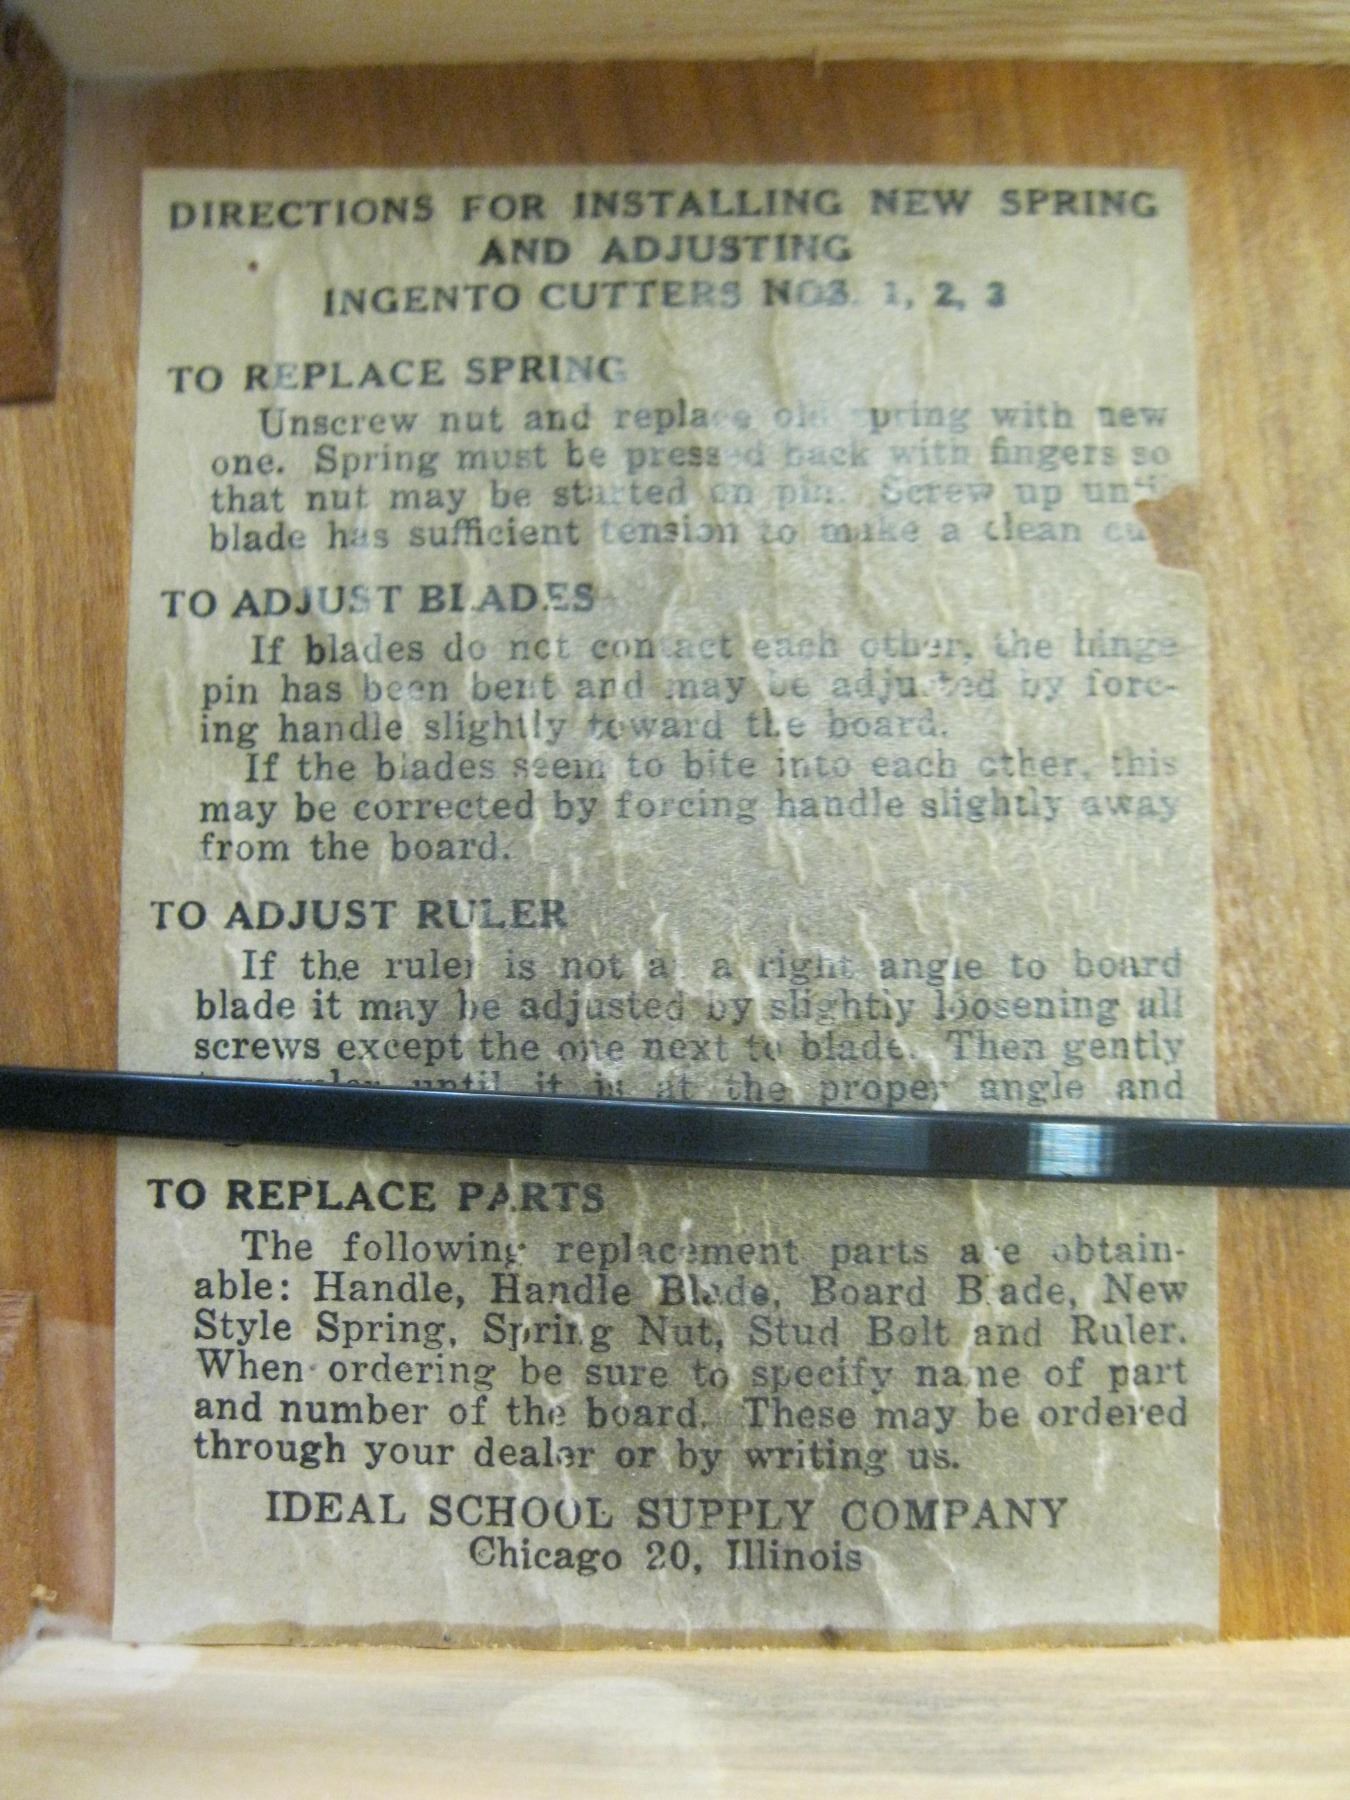 DIRECTIONS FOR INSTALLING NEW SPRING
AND ADJUSTING
INGENTO CUTTERS NOS. 1, 2, 3
TO REPLACE SPRING
Unscrew nut and replace old spring with new
one. Spring must be pressed back with fingers so
that nut may be started on pin. Screw up until
blade has sufficient tension to make a clean
TO ADJUST BLADES
If blades do not contact each other, the hinge
pin has been bent and may be adjusted by forc-
ing handle slightly toward the board.
If the blades seem to bite into each other, this
may be corrected by forcing handle slightly away
from the board.
TO ADJUST RULER
If the ruler is not at a right angle to board
blade it may be adjusted by slightly loosening all
screws except the one next to blade. Then gently
ruler until it is at the proper angle and
TO REPLACE PARTS
The following replacement parts are obtain-
able: Handle, Handle Blade, Board Blade, New
Style Spring, Spring Nut, Stud Bolt and Ruler.
When ordering be sure to specify name of part
and number of the board. These may be ordered
through your dealer or by writing us.
IDEAL SCHOOL SUPPLY COMPANY
Chicago 20, Illinois